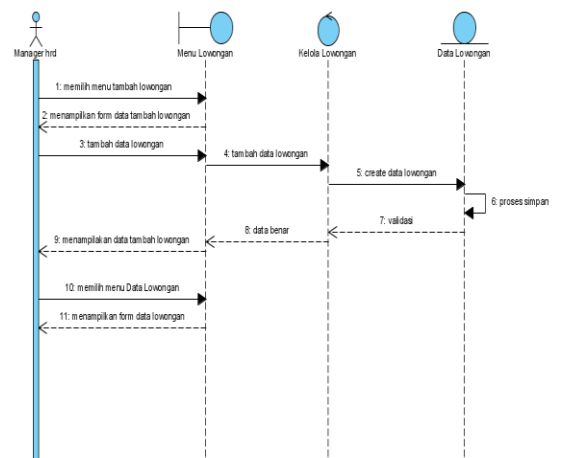 Manager hrd
Menu Lowongan
Kelola Lowongan
Data Lowongan
1: memilih menu tambah lowongan
2: menampilkan form data tambah lowongan
3: tambah data lowongan
4: tambah data lowongan
5: create data lowongan
6: proses simpan
7: validasi
8: data benar
9: menampilakan data tambah lowongan
10: memilih menu Data Lowongan
11: menampilkan form data lowongan